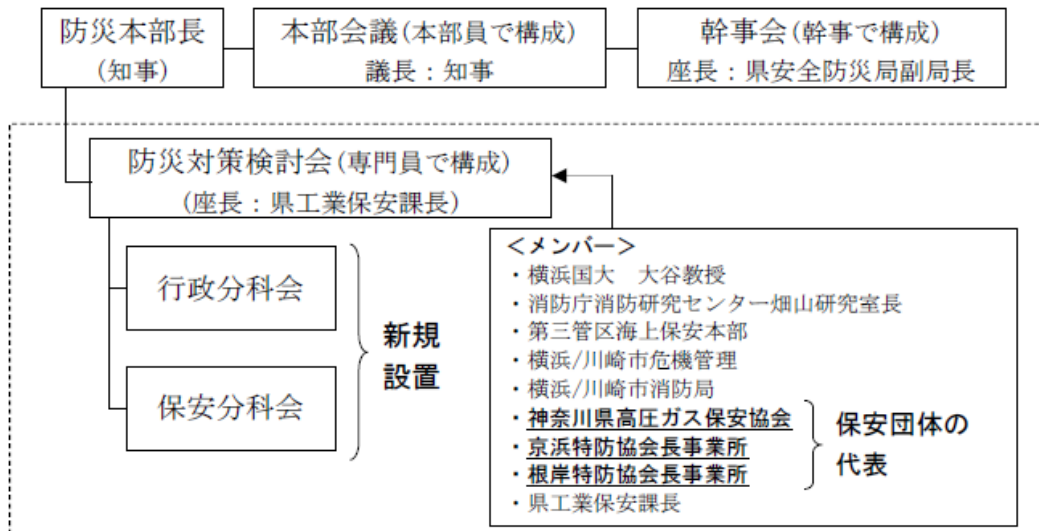 防災本部長
(知事)
本部会議(本部員で構成)
議長：知事
幹事会(幹事で構成)
座長：県安全防災局副局長
防災対策検討会(専門員で構成)
(座長：県工業保安課長)
行政分科会
保安分科会
新規
設置
＜メンバー＞
・横浜国大　大谷教授
・消防庁消防研究センター畑山研究室長
・第三管区海上保安本部
・横浜/川崎市危機管理
・横浜/川崎市消防局
・神奈川県高圧ガス保安協会
・京浜特防協会長事業所
・根岸特防協会長事業所
・県工業保安課長
保安団体の
代表